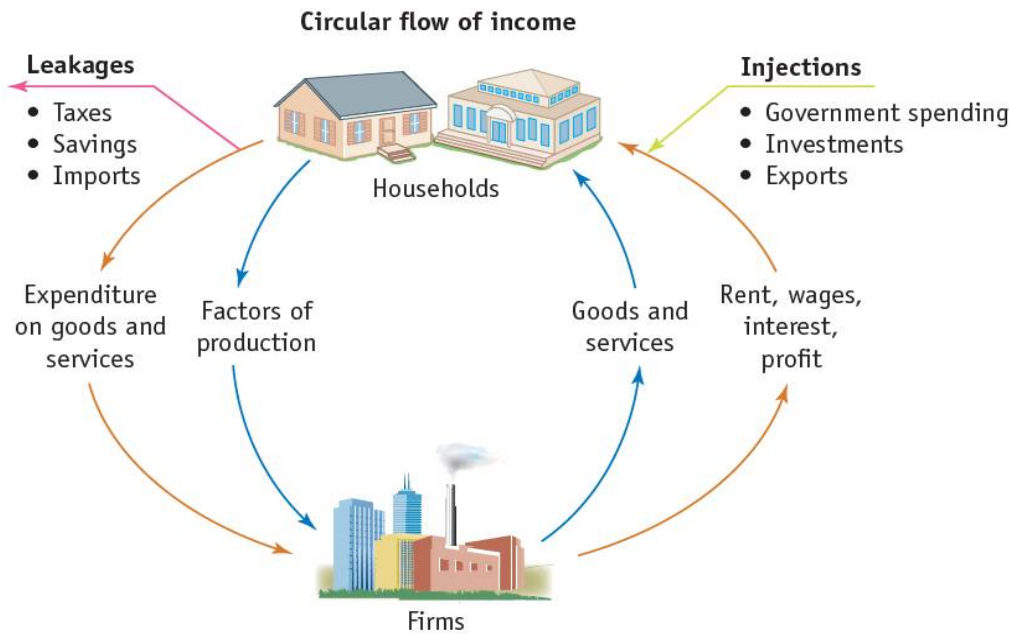 Circular flow of income
Leakages
• Taxes
• Savings
• Imports
Injections
• Government spending
• Investments
• Exports
Households
Expenditure
on goods and
services
Factors of
production
Goods and
services
Rent, wages,
interest,
profit
Firms